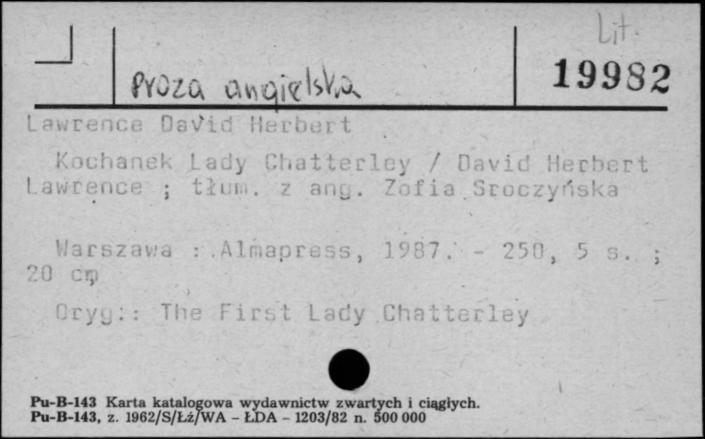 Lit.
19982
proza angielska
Lawrence David Herbert
Kochanek Lady Chatterley / David Herbert
Lawrence ; tłum. z ang. Zofia Sroczyńska
Warszawa : Almapress, 1987. - 250, 5 s. ;
20 cm
Oryg.: The First Lady Chatterley
Pu-B-143 Karta katalogowa wydawnictw zwartych i ciągłych.
Pu-B-143, z. 1962/S/Łż/WA - ŁDA - 1203/82 n. 500 000